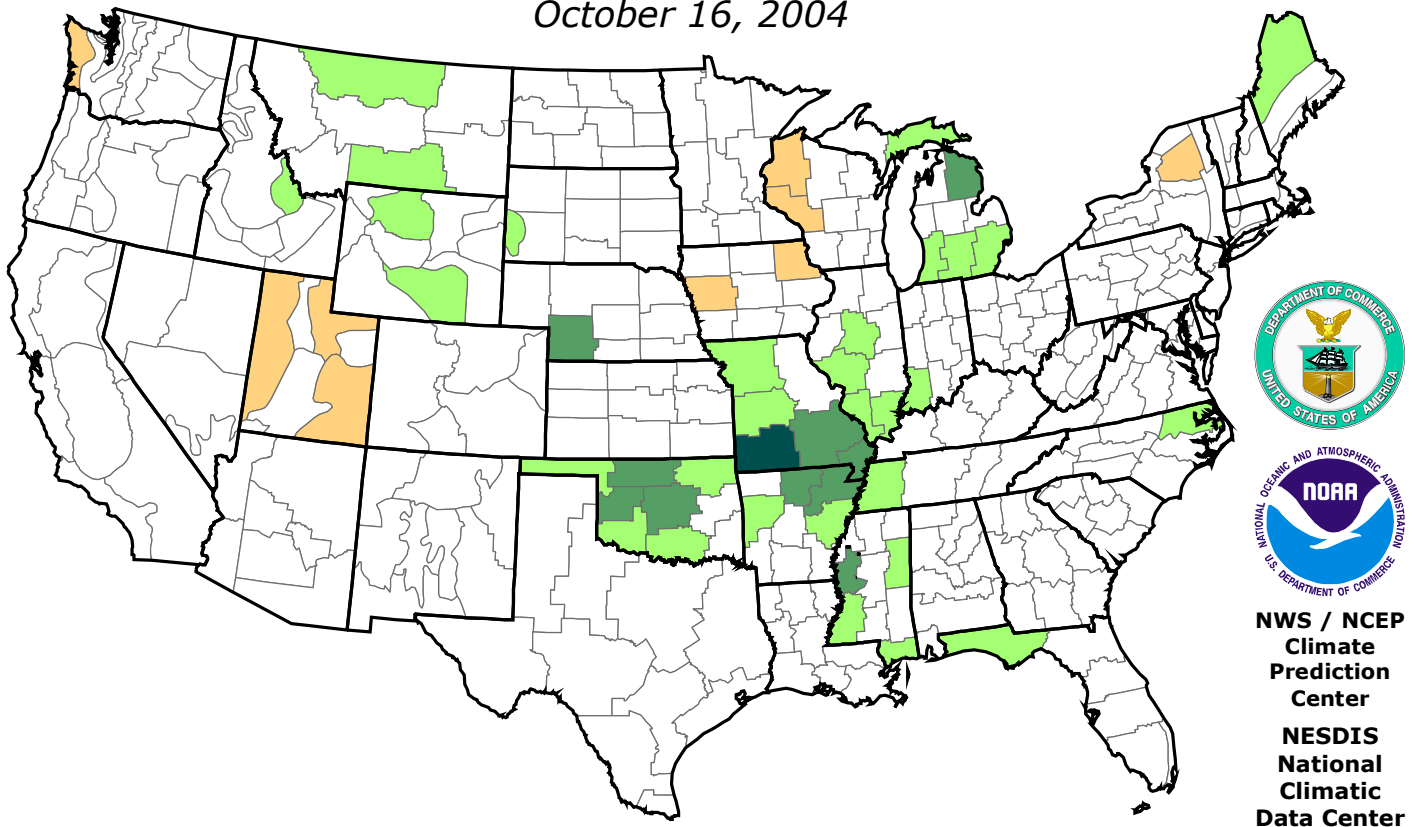 October 16, 2004
DEPARTMENT OF COMMERCE
UNITED STATES OF AMERICA
NATIONAL OCEANIC AND ATMOSPHERIC ADMINISTRATION
NOAA
U.S. DEPARTMENT OF COMMERCE
NWS / NCEP
Climate
Prediction
Center
NESDIS
National
Climatic
Data Center